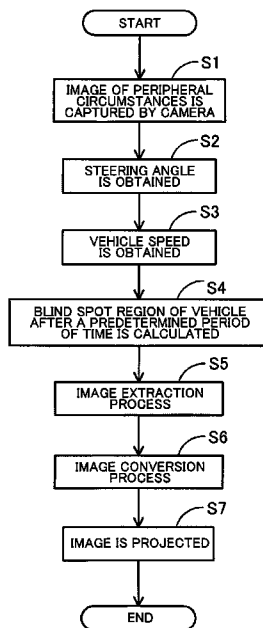 START
S1
IMAGE OF PERIPHERAL
CIRCUMSTANCES IS
CAPTURED BY CAMERA
S2
STEERING ANGLE
IS OBTAINED
S3
VEHICLE SPEED
IS OBTAINED
S4
BLIND SPOT REGION OF VEHICLE
AFTER A PREDETERMINED PERIOD
OF TIME IS CALCULATED
S5
IMAGE EXTRACTION
PROCESS
S6
IMAGE CONVERSION
PROCESS
S7
IMAGE IS PROJECTED
END